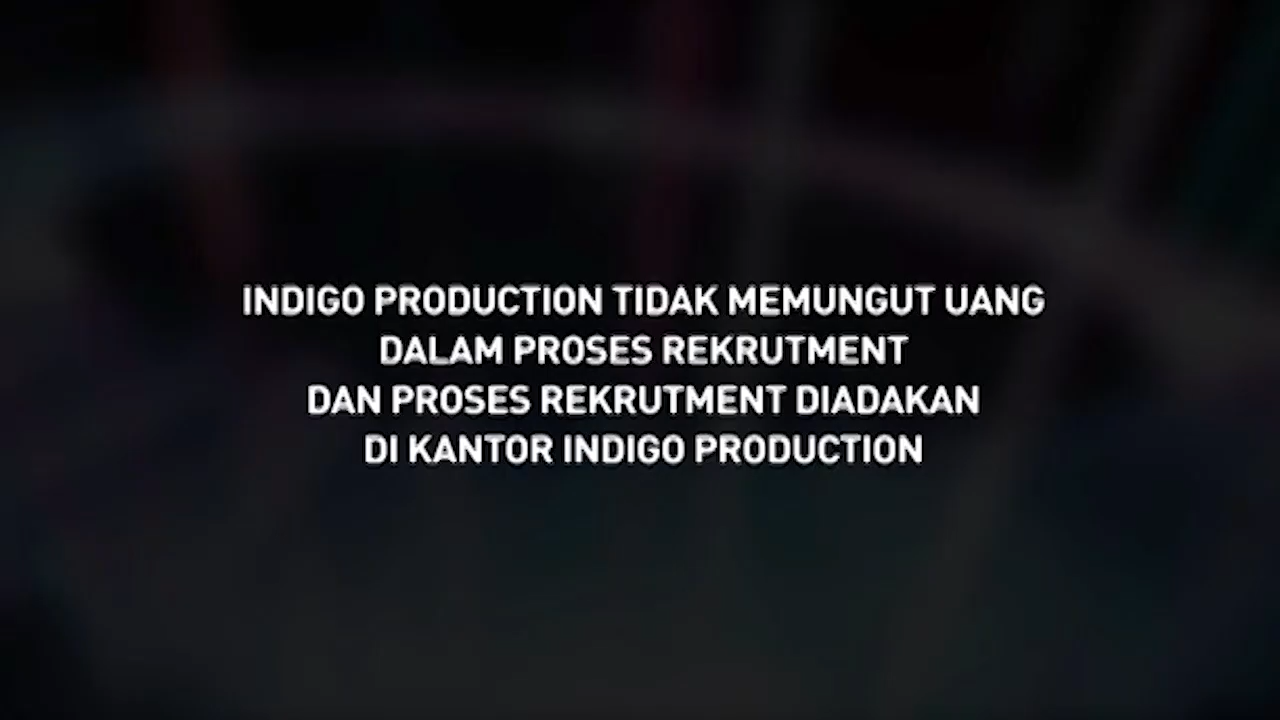 INDIGO PRODUCTION TIDAK MEMUNGUT UANG
DALAM PROSES REKRUTMENT
DAN PROSES REKRUTMENT DIADAKAN
DI KANTOR INDIGO PRODUCTION